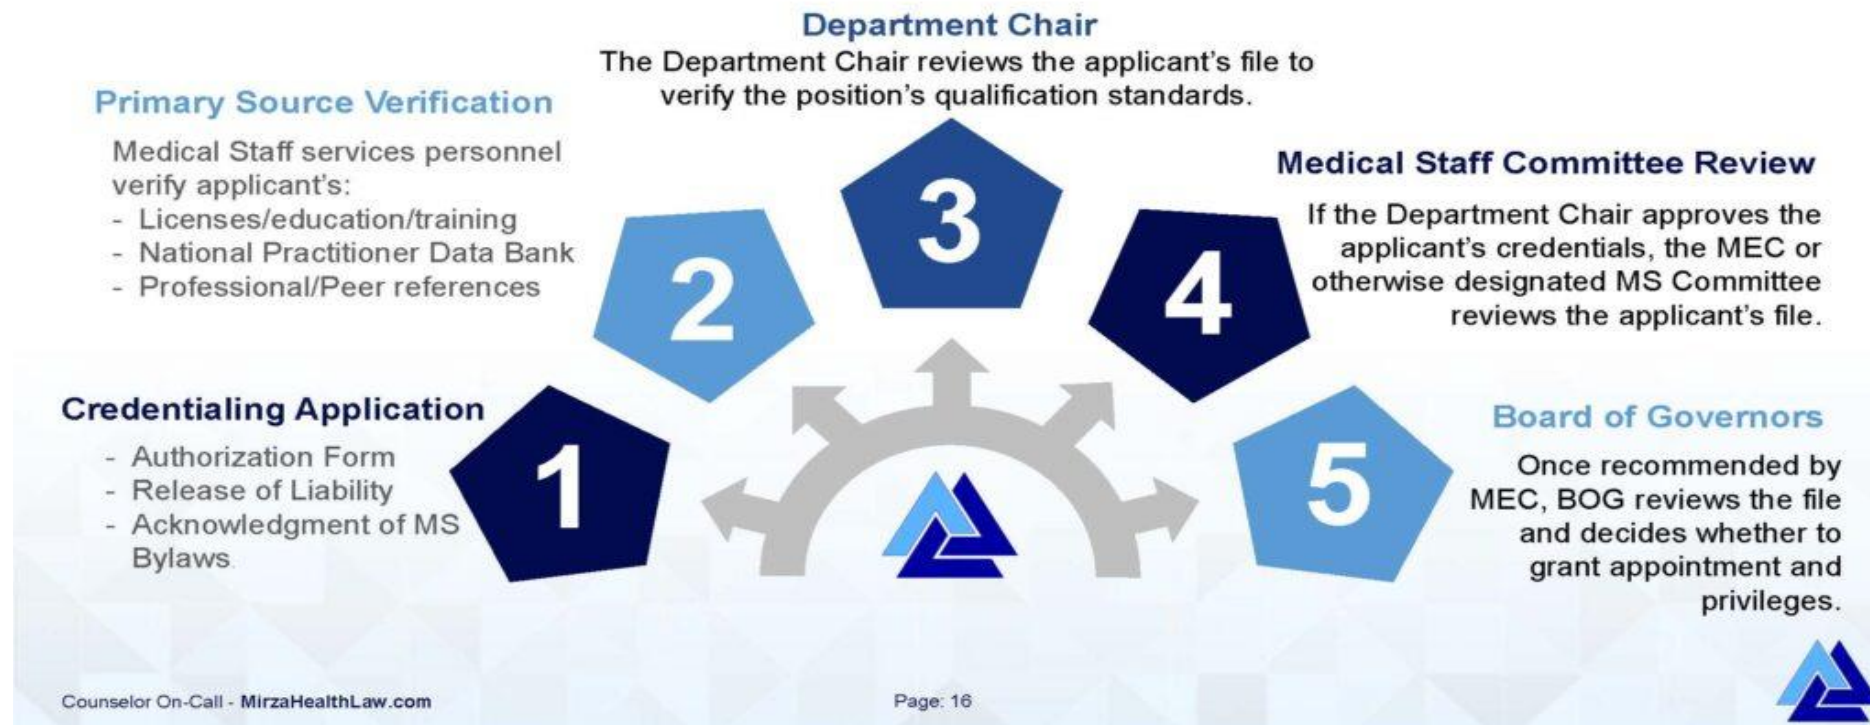 Credentialing Application
- Authorization Form
- Release of Liability
- Acknowledgment of MS
Bylaws.
1
Primary Source Verification
Medical Staff services personnel
verify applicant's:
- Licenses/education/training
- National Practitioner Data Bank
- Professional/Peer references
2
Department Chair
The Department Chair reviews the applicant's file to
verify the position's qualification standards.
3
Medical Staff Committee Review
If the Department Chair approves the
applicant's credentials, the MEC or
otherwise designated MS Committee
reviews the applicant's file.
4
Board of Governors
Once recommended by
MEC, BOG reviews the file
and decides whether to
grant appointment and
privileges.
5
Counselor On-Call - MirzaHealthLaw.com
Page: 16